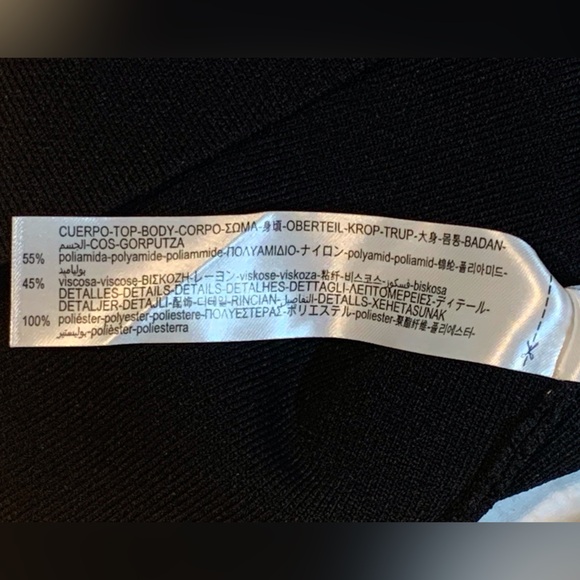 CUERPO-TOP-BODY-CORPO-ΣΩΜΑ-身頃-OBERTEIL-KROP-TRUP-大身-몸통-BADAN-
الجسم-COS-GORPUTZA
55% poliamida-polyamide-poliammide-ΠΟΛΥΑΜΙΔΙΟ-ナイロン-polyamid-poliamid-锦纶-폴리아미드-
بولياميد
45% viscosa-viscose-ΒΙΣΚΟΖΗ-レーヨン-viskose-viskoza-粘纤-비스코스-فسكوز-biskosa
DETALLES-DÉTAILS-DETAILS-DETALHES-DETTAGLI-ΛΕΠΤΟΜΕΡΕΙΕΣ-ディテール-
DETALJER-DETAJLI-配饰-디테일-RINCIAN-التفاصيل-DETALLS-XEHETASUNAK
100% poliéster-polyester-poliestere-ΠΟΛΥΕΣΤΕΡΑΣ-ポリエステル-poliester-聚酯纤维-폴리에스터-
بوليستير-polièster-poliesterra